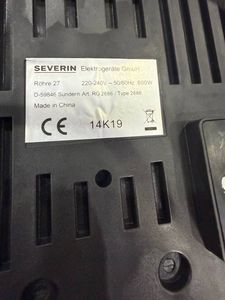 SEVERIN Elektrogeräte GmbH
Röhre 27 220-240V ~ 50/60Hz, 600W
D-59846 Sundern Art. RG 2686 / Type 2686
Made in China
CE 14K19